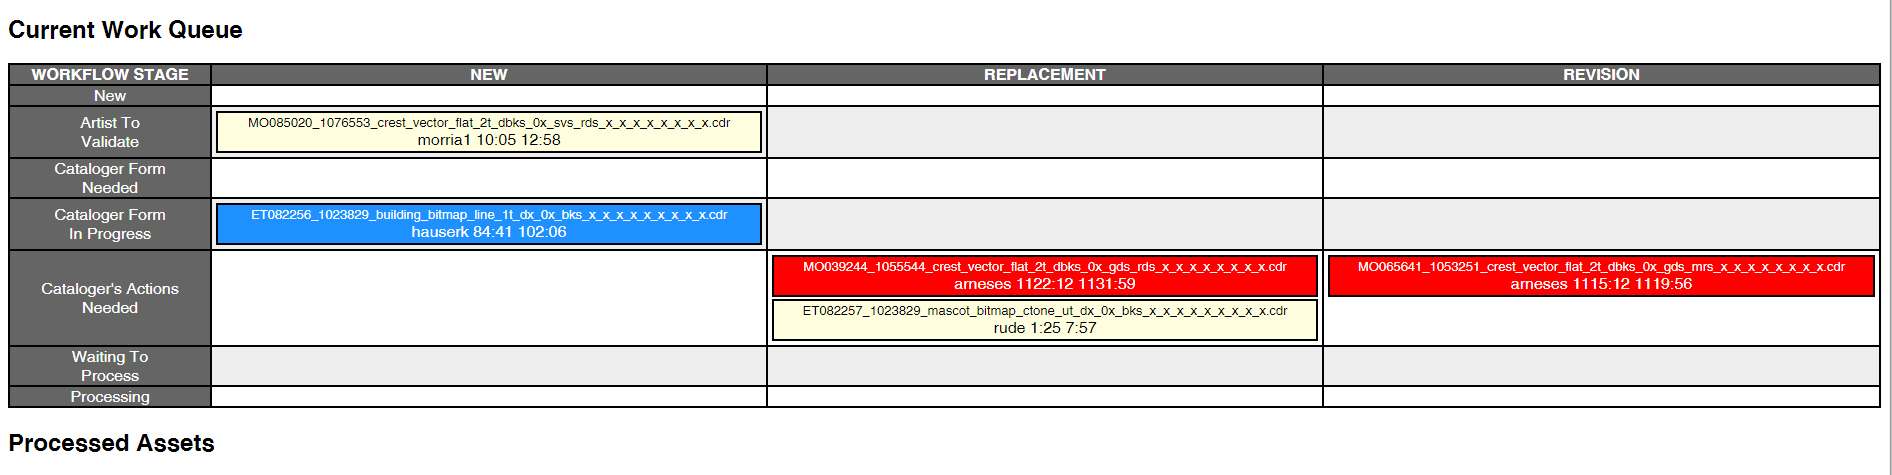 Current Work Queue
WORKFLOW STAGE NEW REPLACEMENT REVISION
New
Artist To
Validate
MO085020_1076553_crest_vector_flat_2t_dbks_0x_svs_rds_x_x_x_x_x_x_x_x.cdr
morria1 10:05 12:58
Cataloger Form
Needed
Cataloger Form
In Progress
ET082256_1023829_building_bitmap_line_1t_dx_0x_bks_x_x_x_x_x_x_x_x_x.cdr
hauserk 84:41 102:06
Cataloger's Actions
Needed
MO039244_1055544_crest_vector_flat_2t_dbks_0x_gds_rds_x_x_x_x_x_x_x_x.cdr
arneses 1122:12 1131:59
ET082257_1023829_mascot_bitmap_ctone_ut_dx_0x_bks_x_x_x_x_x_x_x_x_x.cdr
rude 1:25 7:57
MO065641_1053251_crest_vector_flat_2t_dbks_0x_gds_mrs_x_x_x_x_x_x_x_x.cdr
arneses 1115:12 1119:56
Waiting To
Process
Processing
Processed Assets